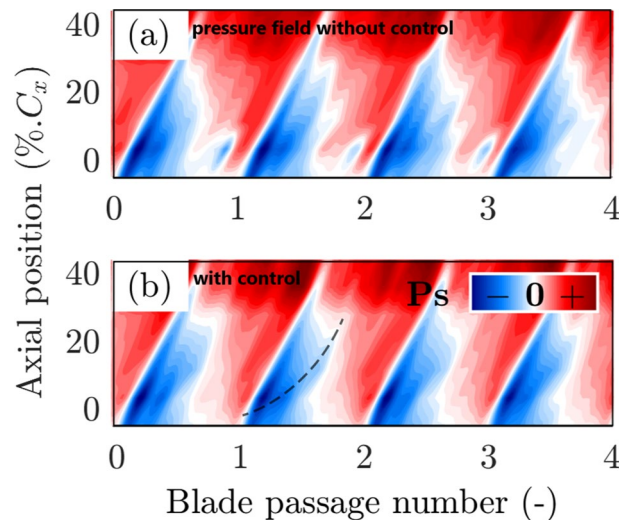 40
(a) pressure field without control
20
0
0 1 2 3 4
Axial position (%.Cₓ)
40
(b) with control
Ps − 0 +
20
0
0 1 2 3 4
Blade passage number (-)